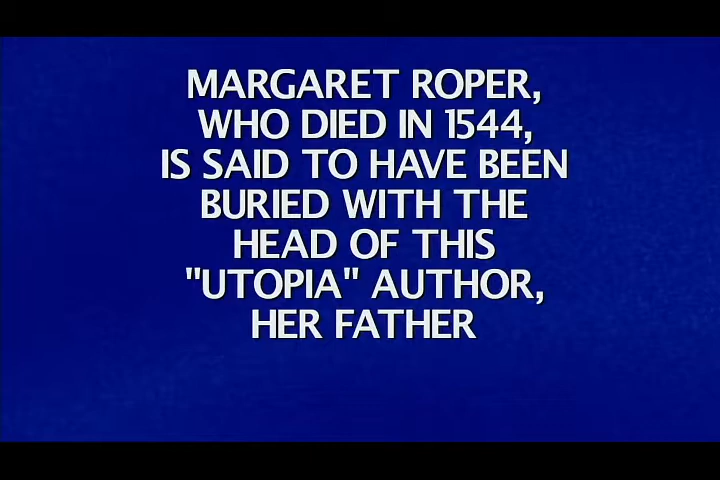 MARGARET ROPER,
WHO DIED IN 1544,
IS SAID TO HAVE BEEN
BURIED WITH THE
HEAD OF THIS
"UTOPIA" AUTHOR,
HER FATHER